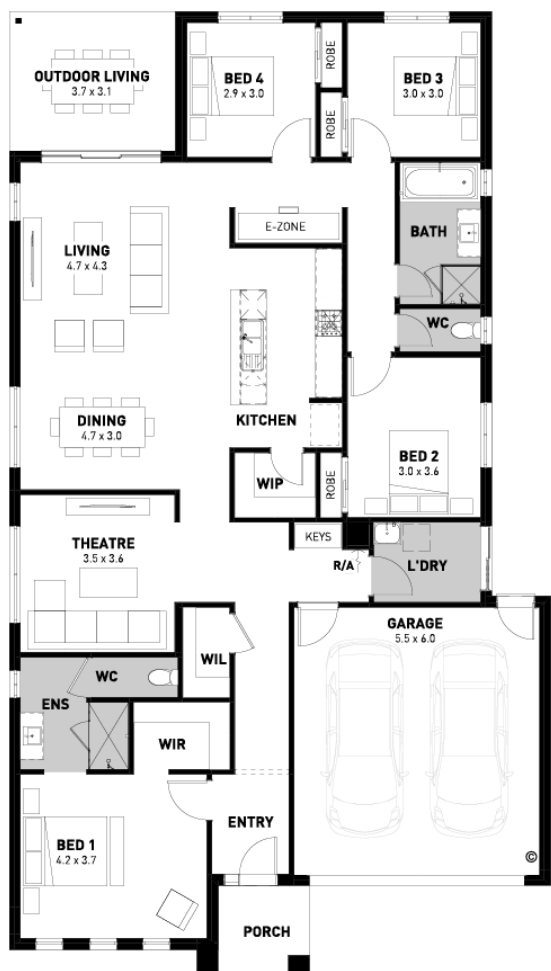 OUTDOOR LIVING
3.7 x 3.1
BED 4
2.9 x 3.0
ROBE
ROBE
BED 3
3.0 x 3.0
E-ZONE
BATH
LIVING
4.7 x 4.3
WC
DINING
4.7 x 3.0
KITCHEN
BED 2
3.0 x 3.6
WIP
ROBE
THEATRE
3.5 x 3.6
KEYS
R/A
L'DRY
GARAGE
5.5 x 6.0
WIL
WC
ENS
WIR
ENTRY
BED 1
4.2 x 3.7
©
PORCH